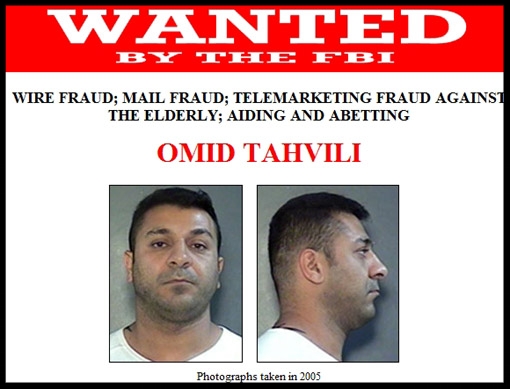 WANTED
BY THE FBI
WIRE FRAUD; MAIL FRAUD; TELEMARKETING FRAUD AGAINST
THE ELDERLY; AIDING AND ABETTING
OMID TAHVILI
Photographs taken in 2005